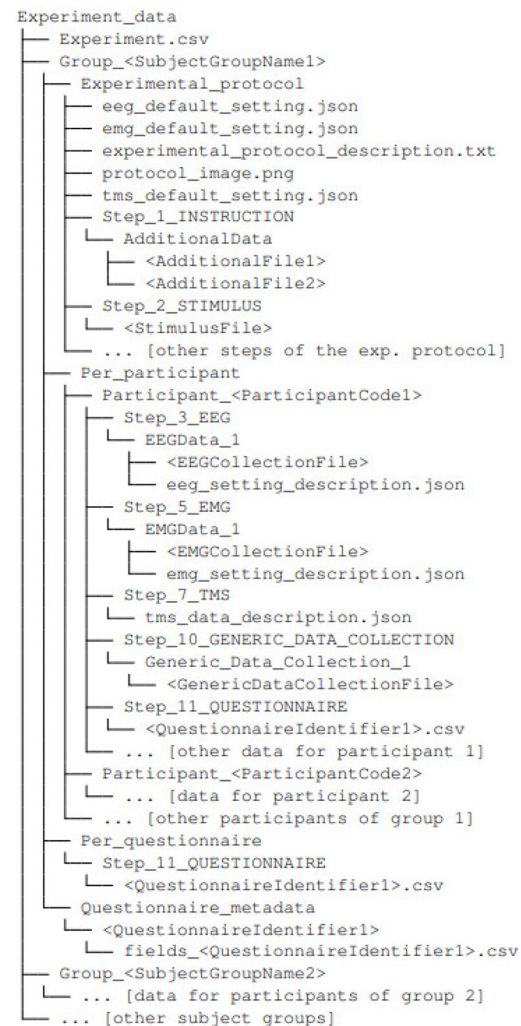 Experiment_data
Experiment.csv
Group_<SubjectGroupName1>
Experimental_protocol
eeg_default_setting.json
emg_default_setting.json
experimental_protocol_description.txt
protocol_image.png
tms_default_setting.json
Step_1_INSTRUCTION
AdditionalData
<AdditionalFile1>
<AdditionalFile2>
Step_2_STIMULUS
<StimulusFile>
... [other steps of the exp. protocol]
Per_participant
Participant_<ParticipantCode1>
Step_3_EEG
EEGData_1
<EEGCollectionFile>
eeg_setting_description.json
Step_5_EMG
EMGData_1
<EMGCollectionFile>
emg_setting_description.json
Step_7_TMS
tms_data_description.json
Step_10_GENERIC_DATA_COLLECTION
Generic_Data_Collection_1
<GenericDataCollectionFile>
Step_11_QUESTIONNAIRE
<QuestionnaireIdentifier1>.csv
... [other data for participant 1]
Participant_<ParticipantCode2>
... [data for participant 2]
... [other participants of group 1]
Per_questionnaire
Step_11_QUESTIONNAIRE
<QuestionnaireIdentifier1>.csv
Questionnaire_metadata
<QuestionnaireIdentifier1>
fields_<QuestionnaireIdentifier1>.csv
Group_<SubjectGroupName2>
... [data for participants of group 2]
... [other subject groups]